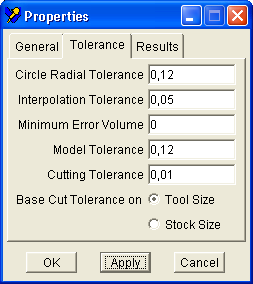 Properties
General Tolerance Results
Circle Radial Tolerance 0,12
Interpolation Tolerance 0,05
Minimum Error Volume 0
Model Tolerance 0,12
Cutting Tolerance 0,01
Base Cut Tolerance on Tool Size
Stock Size
OK Apply Cancel